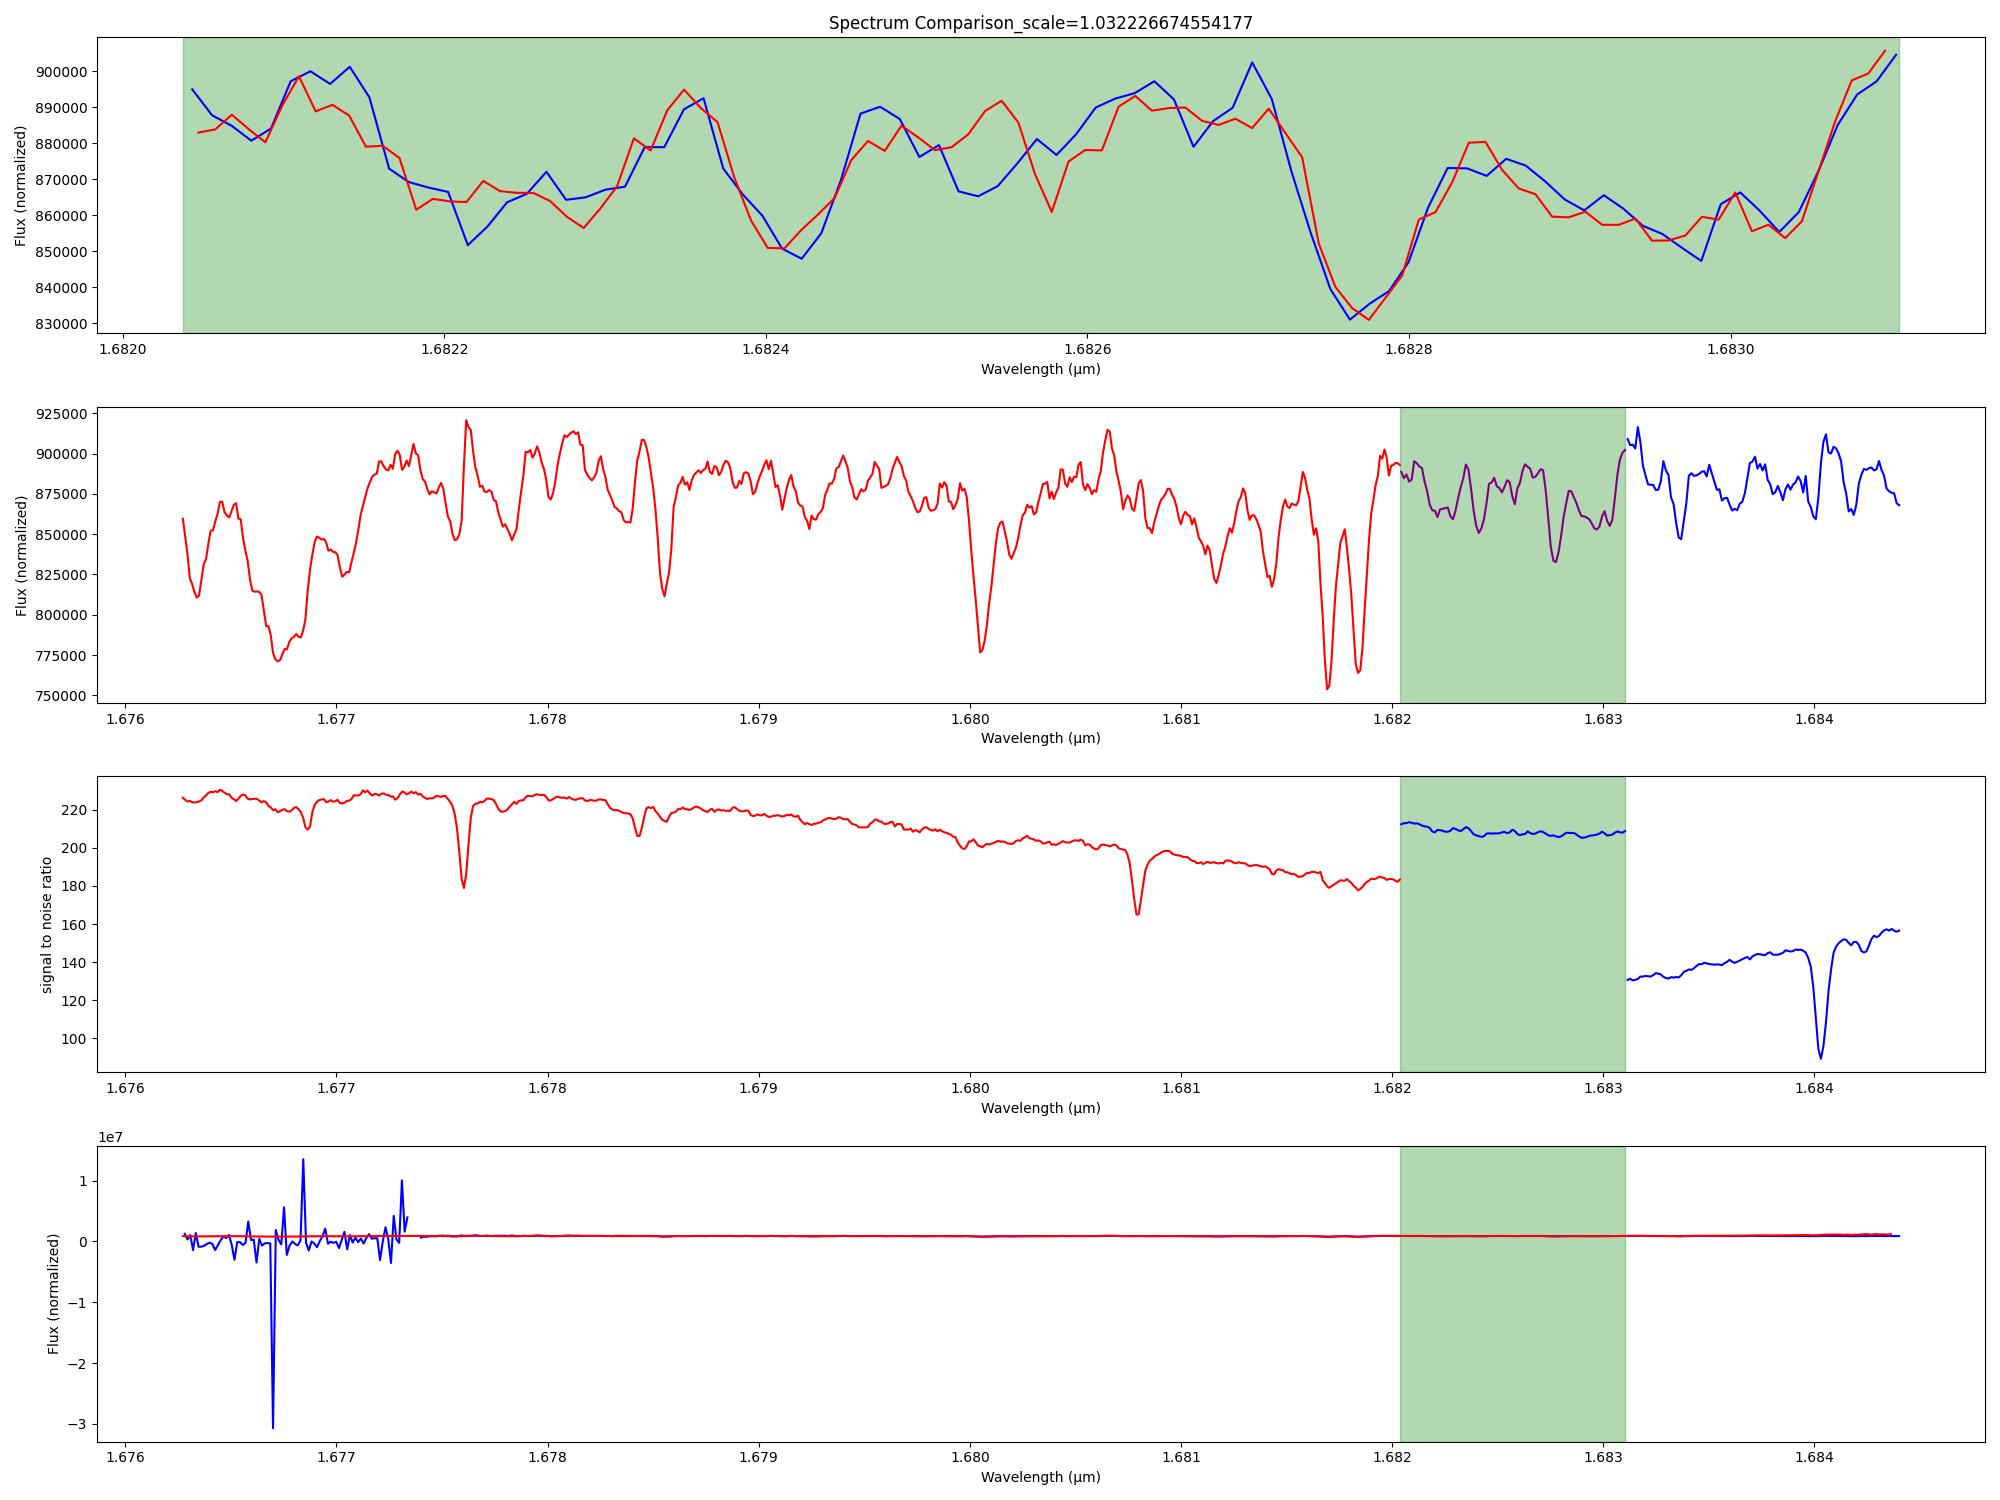 Spectrum Comparison_scale=1.032226674554177
Flux (normalized)
900000
890000
880000
870000
860000
850000
840000
830000
1.6820 1.6822 1.6824 1.6826 1.6828 1.6830
Wavelength (μm)
Flux (normalized)
925000
900000
875000
850000
825000
800000
775000
750000
1.676 1.677 1.678 1.679 1.680 1.681 1.682 1.683 1.684
Wavelength (μm)
signal to noise ratio
220
200
180
160
140
120
100
1.676 1.677 1.678 1.679 1.680 1.681 1.682 1.683 1.684
Wavelength (μm)
1e7
Flux (normalized)
1
0
−1
−2
−3
1.676 1.677 1.678 1.679 1.680 1.681 1.682 1.683 1.684
Wavelength (μm)